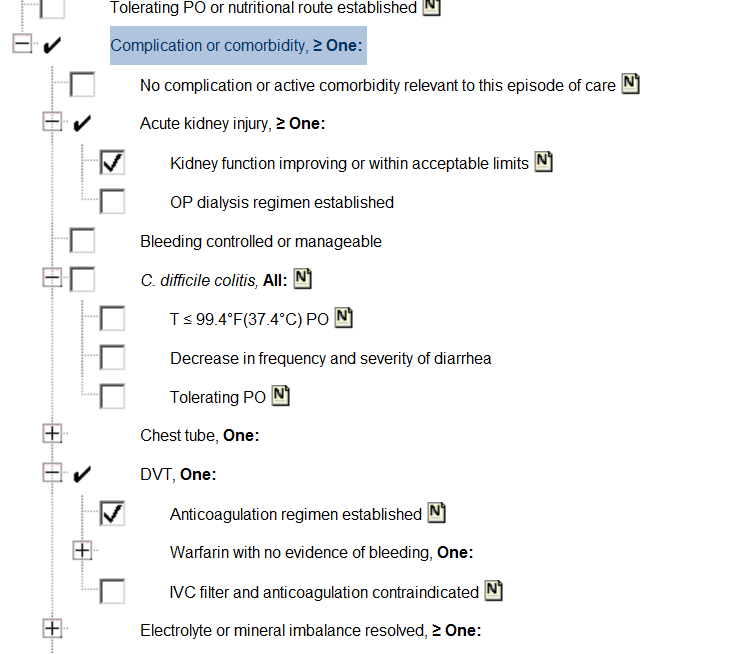 Tolerating PO or nutritional route established N
Complication or comorbidity, ≥ One:
No complication or active comorbidity relevant to this episode of care N
Acute kidney injury, ≥ One:
Kidney function improving or within acceptable limits N
OP dialysis regimen established
Bleeding controlled or manageable
C. difficile colitis, All: N
T ≤ 99.4°F(37.4°C) PO N
Decrease in frequency and severity of diarrhea
Tolerating PO N
Chest tube, One:
DVT, One:
Anticoagulation regimen established N
Warfarin with no evidence of bleeding, One:
IVC filter and anticoagulation contraindicated N
Electrolyte or mineral imbalance resolved, ≥ One: